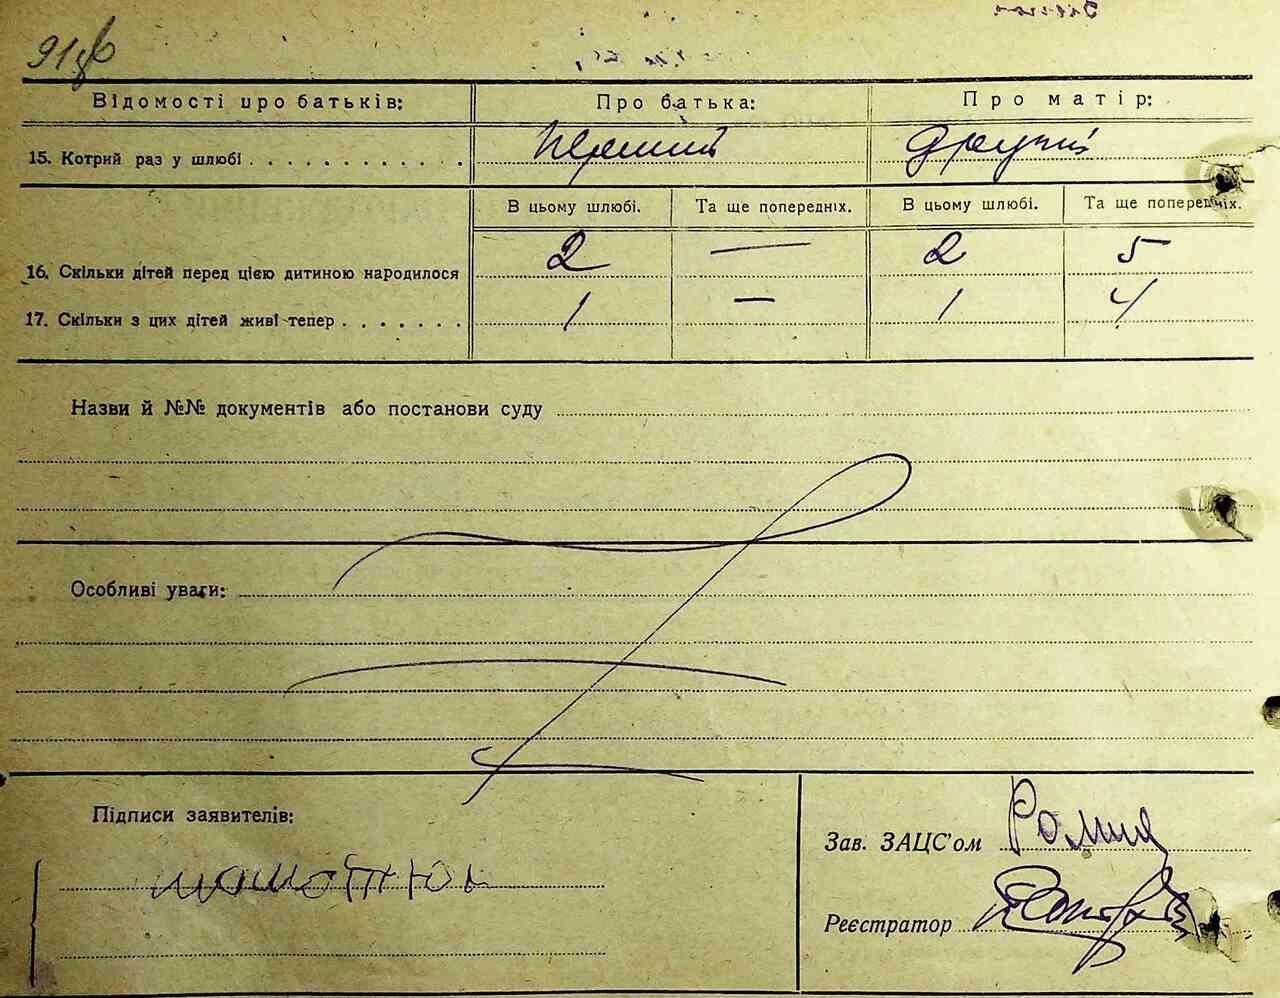 Відомості про батьків: Про батька: Про матір:
15. Котрий раз у шлюбі . . . . . . . . . . . . перший другий
В цьому шлюбі. Та ще попередніх. В цьому шлюбі. Та ще попередніх.
16. Скільки дітей перед цією дитиною народилося 2 — 2 5
17. Скільки з цих дітей живі тепер . . . . . . . 1 — 1 4
Назви й №№ документів або постанови суду
Особливі уваги:
Підписи заявителів:
Зав. ЗАЦС'ом
Реєстратор